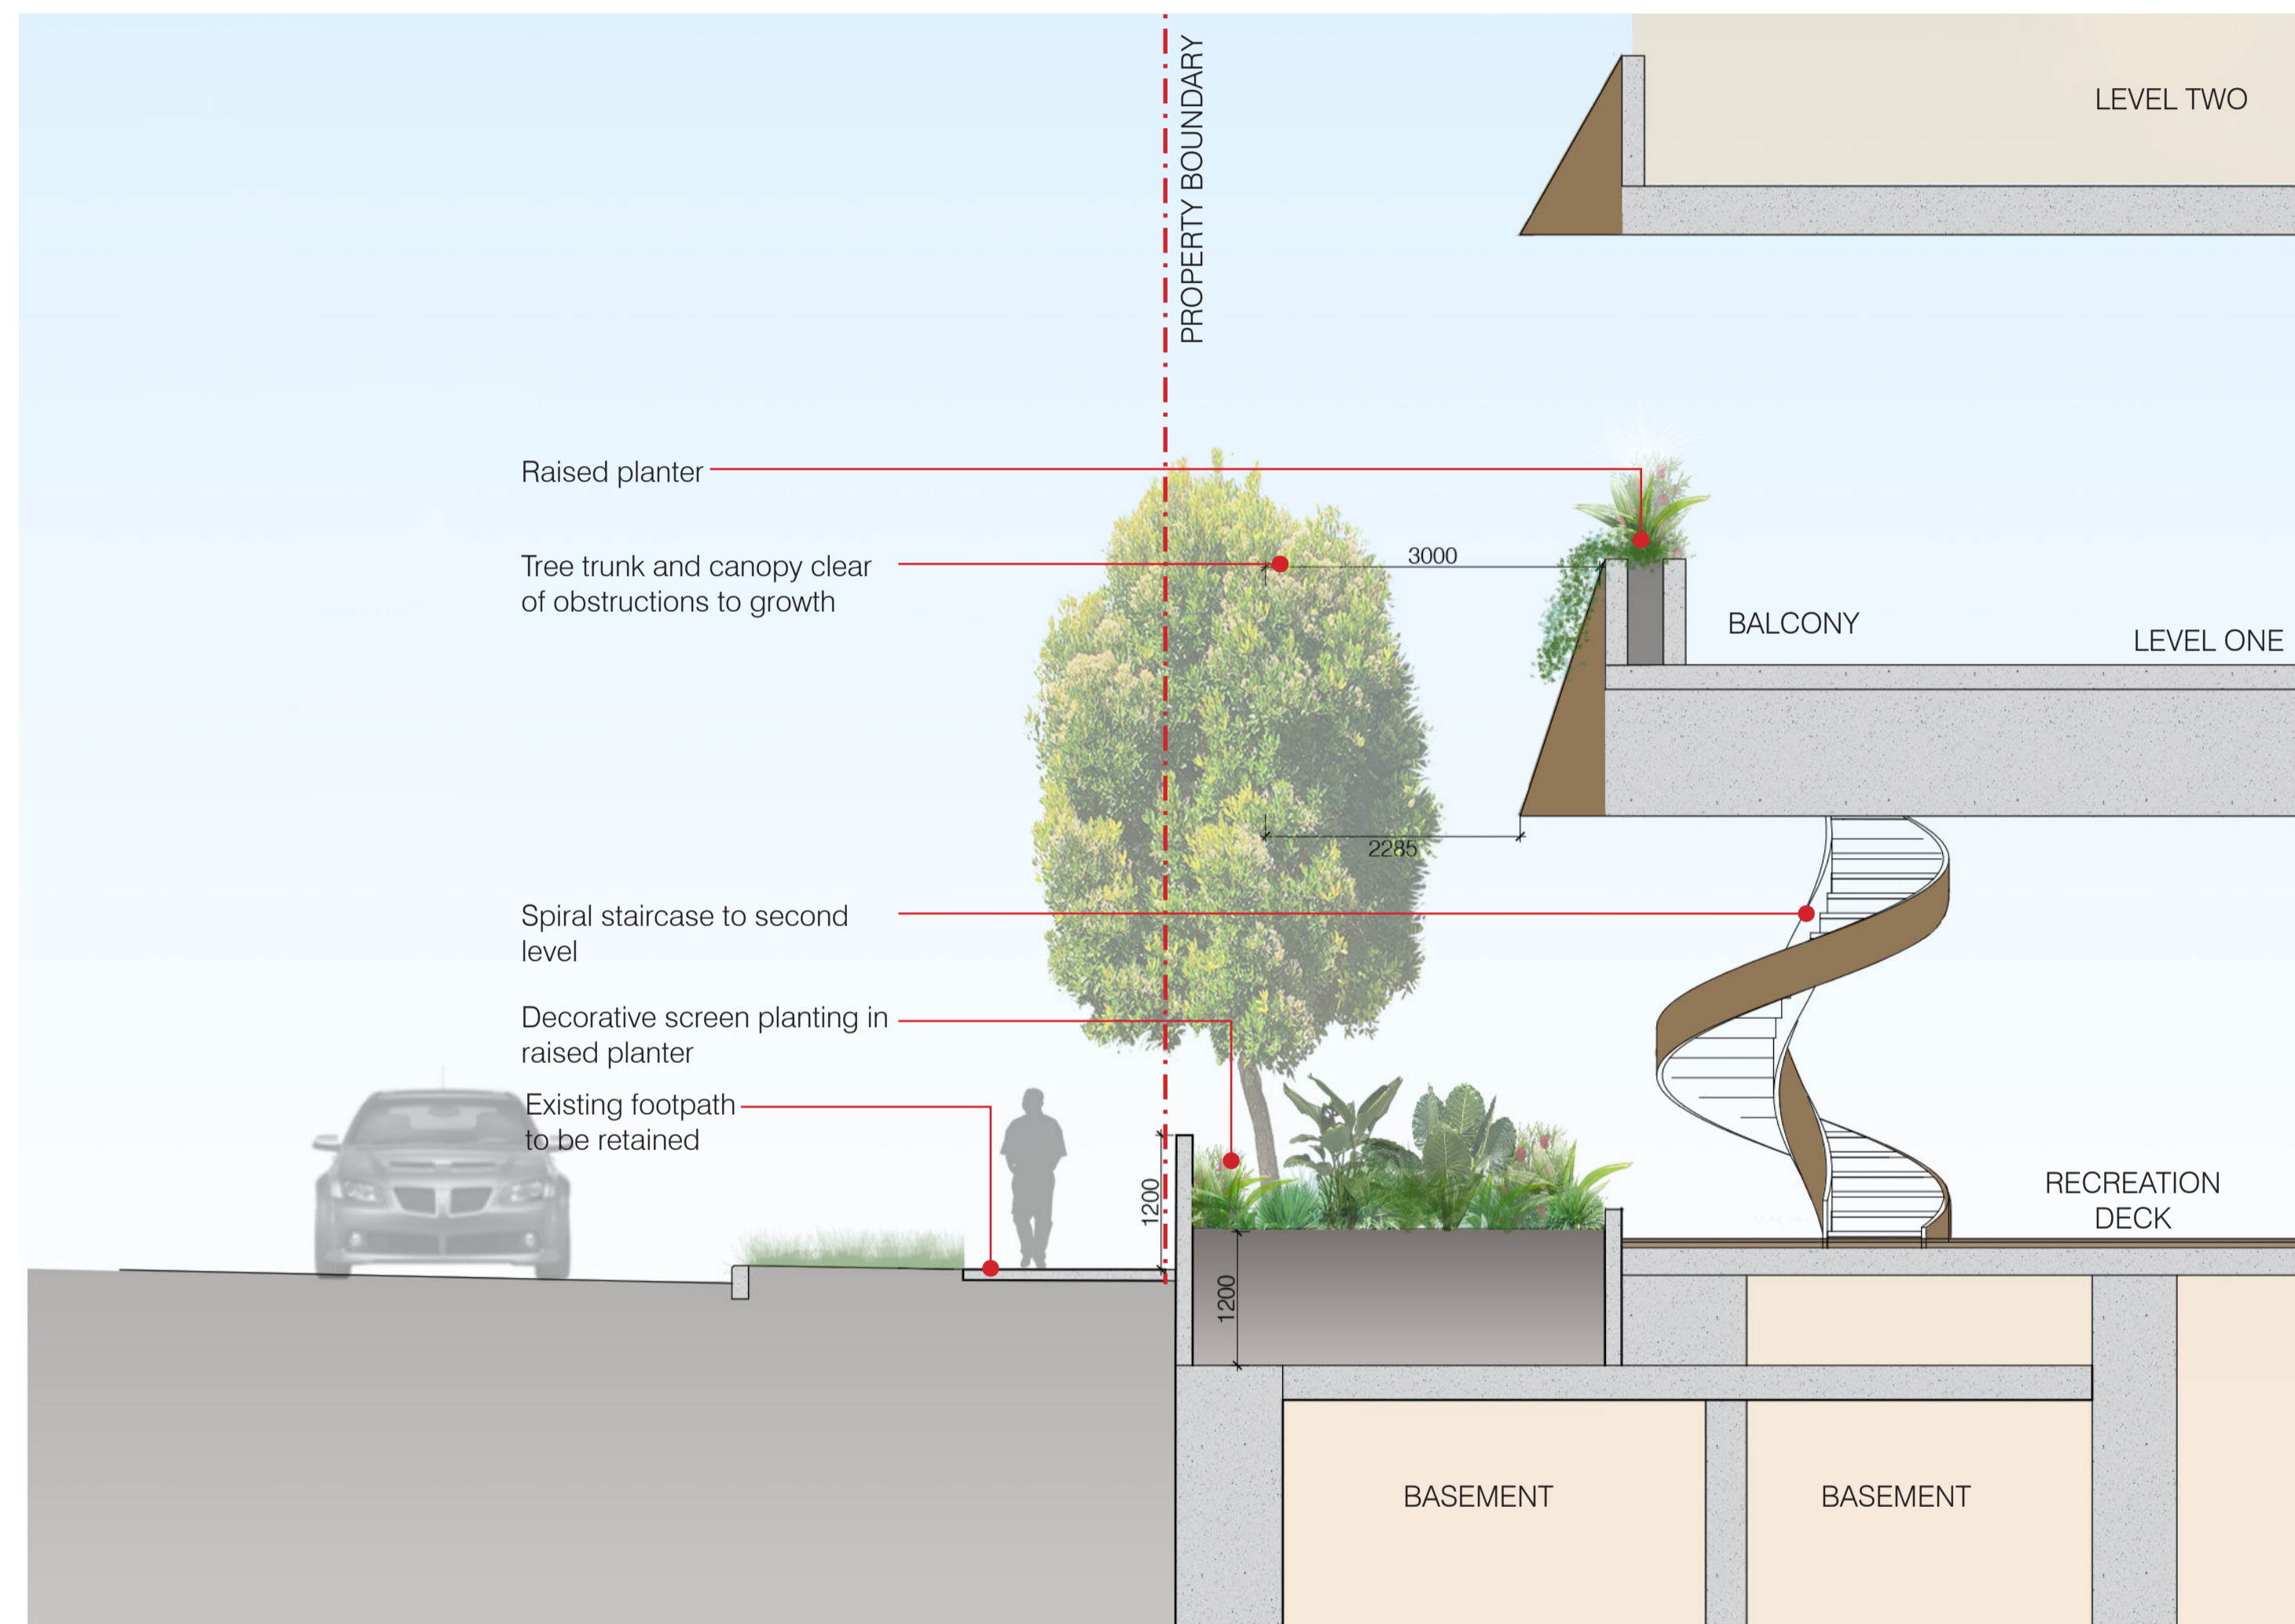 PROPERTY BOUNDARY
LEVEL TWO
Raised planter
Tree trunk and canopy clear
of obstructions to growth
3000
BALCONY
LEVEL ONE
2285
Spiral staircase to second
level
Decorative screen planting in
raised planter
Existing footpath
to be retained
1200
RECREATION
DECK
1200
BASEMENT
BASEMENT